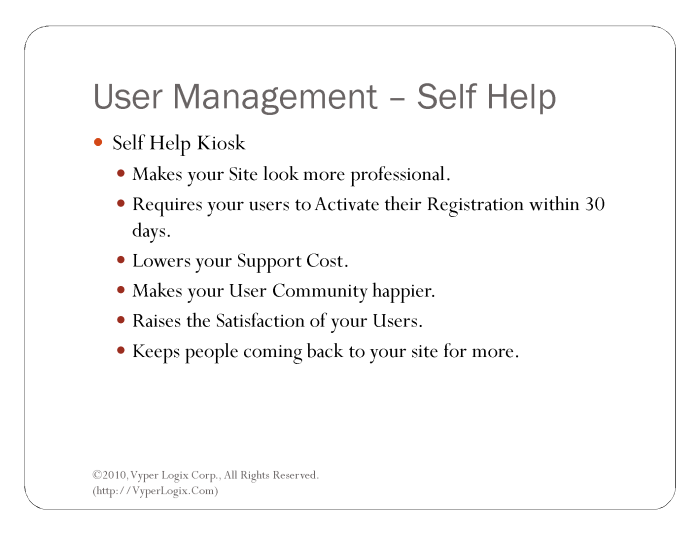 User Management – Self Help
• Self Help Kiosk
• Makes your Site look more professional.
• Requires your users to Activate their Registration within 30
days.
• Lowers your Support Cost.
• Makes your User Community happier.
• Raises the Satisfaction of your Users.
• Keeps people coming back to your site for more.
©2010, Vyper Logix Corp., All Rights Reserved.
(http://VyperLogix.Com)